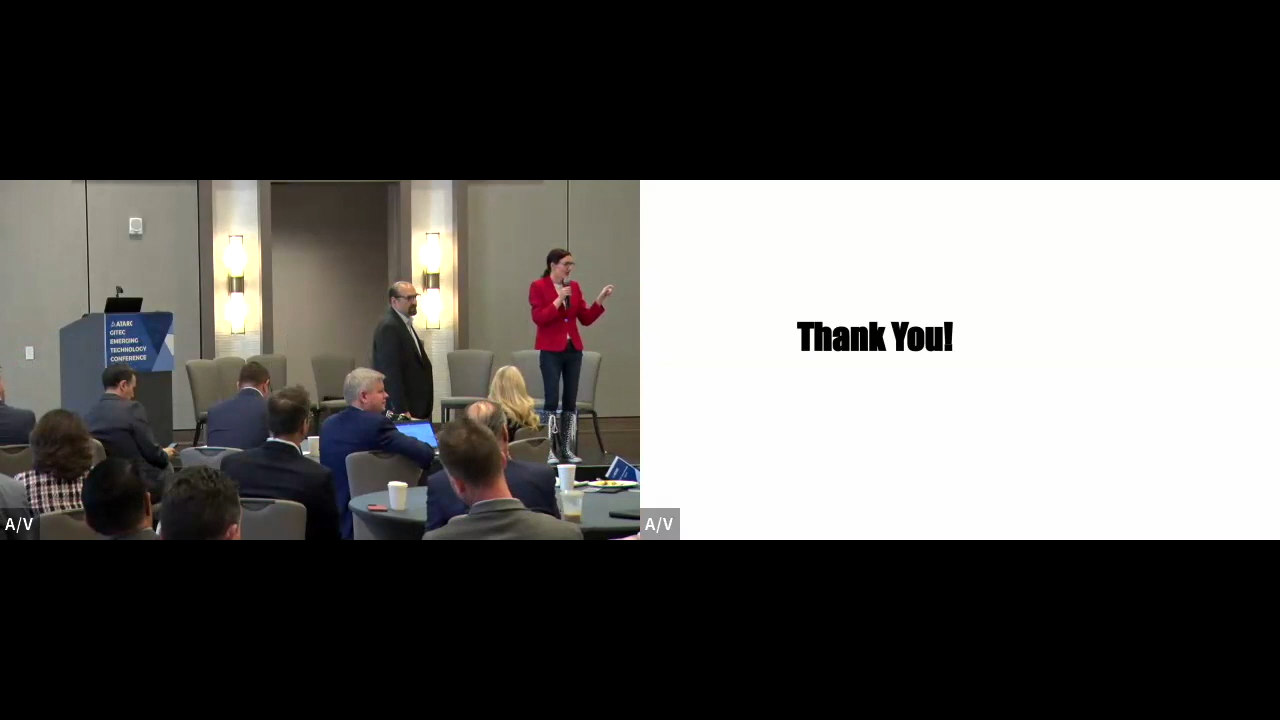 ATARC
GITEC
EMERGING
TECHNOLOGY
CONFERENCE
Thank You!
A/V
A/V